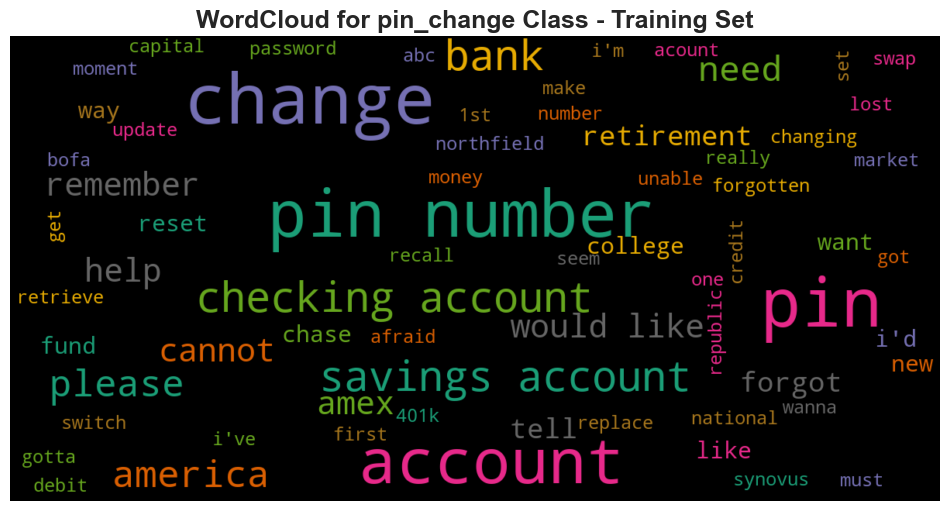 WordCloud for pin_change Class - Training Set
capital password abc bank i'm acount need set swap
moment change make lost
way update 1st number
northfield retirement changing
bofa really market
remember money unable forgotten
get reset pin number
recall seem college credit want got
help one
retrieve checking account pin
republic
fund chase afraid would like i'd
cannot new
please savings account forgot
amex 401k wanna
switch first tell replace national
i've like
gotta america account
debit synovus must